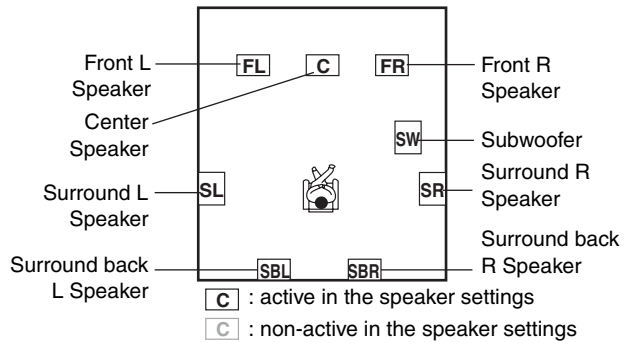 Front L
Speaker
FL
C
FR
Front R
Speaker
Center
Speaker
SW
Subwoofer
Surround L
Speaker
SL
SR
Surround R
Speaker
Surround back
L Speaker
SBL
SBR
Surround back
R Speaker
C : active in the speaker settings
C : non-active in the speaker settings